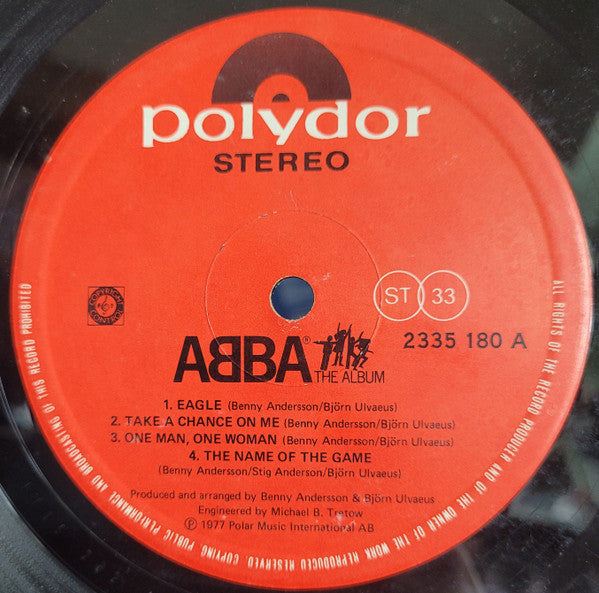 polydor
STEREO
COPYRIGHT
CONTROL
ST 33
2335 180 A
ABBA®
THE ALBUM
1. EAGLE (Benny Andersson/Björn Ulvaeus)
2. TAKE A CHANCE ON ME (Benny Andersson/Björn Ulvaeus)
3. ONE MAN, ONE WOMAN (Benny Andersson/Björn Ulvaeus)
4. THE NAME OF THE GAME
(Benny Andersson/Stig Anderson/Björn Ulvaeus)
Produced and arranged by Benny Andersson & Björn Ulvaeus
Engineered by Michael B. Tretow
℗ 1977 Polar Music International AB
ALL RIGHTS OF THE RECORD PRODUCER AND OF THE OWNER OF THE WORK REPRODUCED RESERVED COPYING PUBLIC PERFORMANCE AND BROADCASTING OF THIS RECORD PROHIBITED